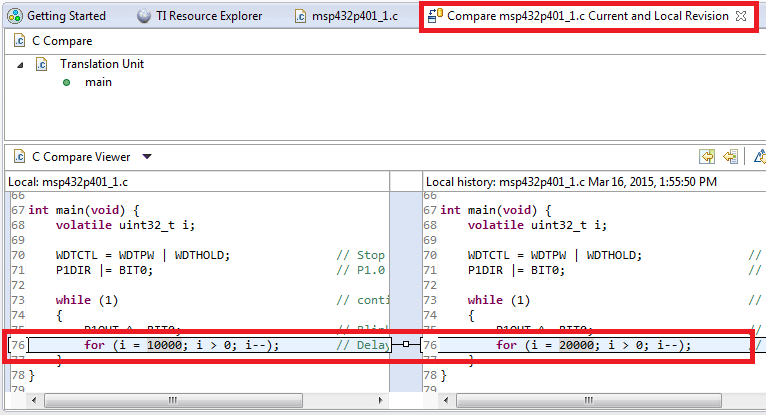 Getting Started
TI Resource Explorer
msp432p401_1.c
Compare msp432p401_1.c Current and Local Revision
C Compare
Translation Unit
main
C Compare Viewer
Local: msp432p401_1.c
66
67 int main(void) {
68 volatile uint32_t i;
69
70 WDTCTL = WDTPW | WDTHOLD; // Stop
71 P1DIR |= BIT0; // P1.0
72
73 while (1) // conti
74 {
75 P1OUT ^= BIT0; // Blink
76 for (i = 10000; i > 0; i--); // Delay
77 }
78 }
79
Local history: msp432p401_1.c Mar 16, 2015, 1:55:50 PM
66
67 int main(void) {
68 volatile uint32_t i;
69
70 WDTCTL = WDTPW | WDTHOLD; //
71 P1DIR |= BIT0; //
72
73 while (1) //
74 {
75 P1OUT ^= BIT0; //
76 for (i = 20000; i > 0; i--); //
77 }
78 }
79